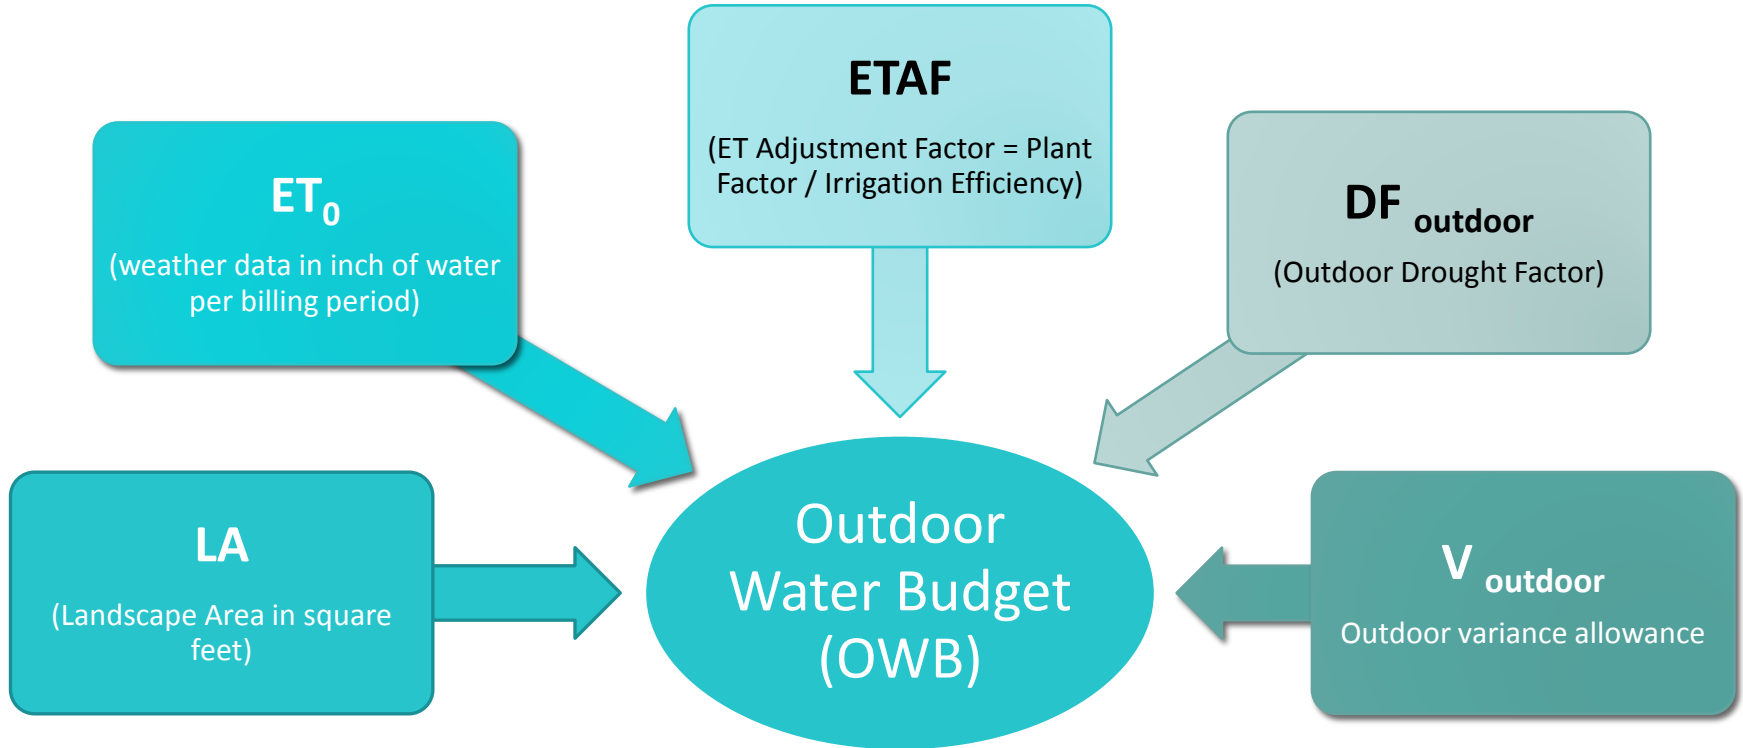 ETAF
(ET Adjustment Factor = Plant
Factor / Irrigation Efficiency)
ET0
(weather data in inch of water
per billing period)
DF outdoor
(Outdoor Drought Factor)
LA
(Landscape Area in square
feet)
Outdoor
Water Budget
(OWB)
V outdoor
Outdoor variance allowance